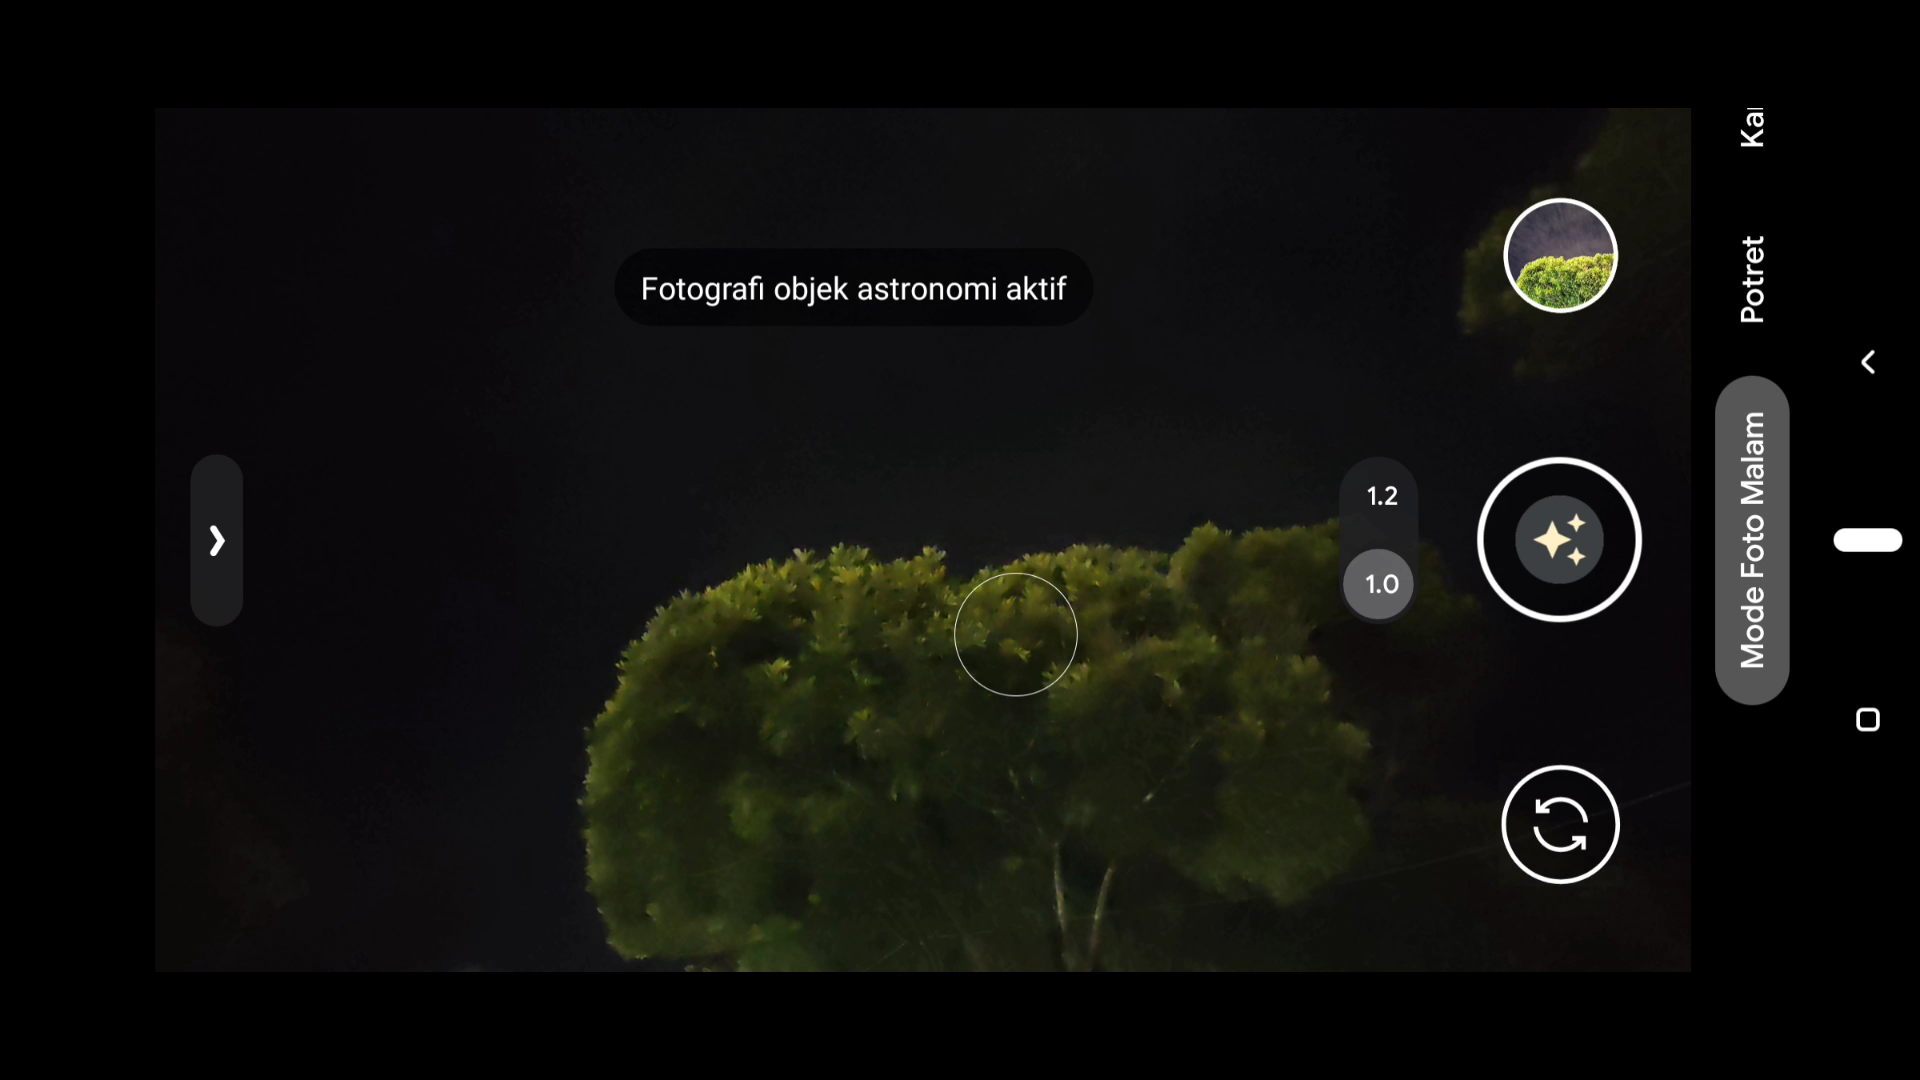 Fotografi objek astronomi aktif
1.2
1.0
Potret
Mode Foto Malam